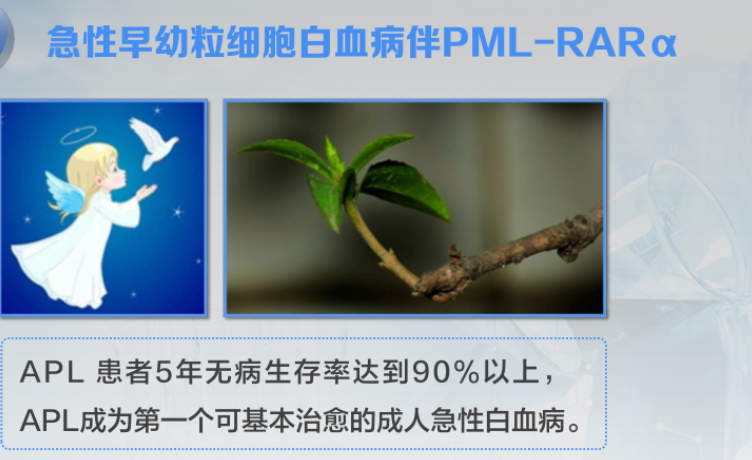 急性早幼粒细胞白血病伴PML-RARα
APL 患者5年无病生存率达到90%以上，
APL成为第一个可基本治愈的成人急性白血病。